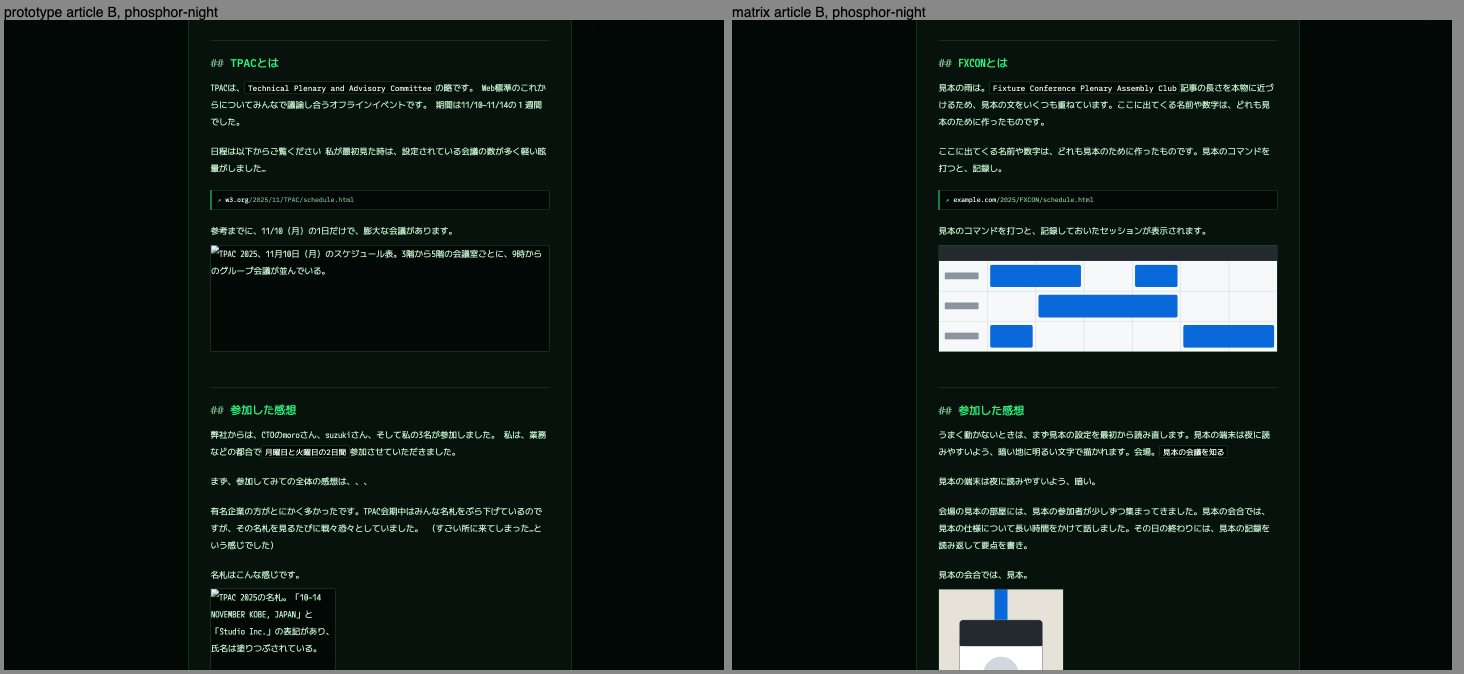 prototype article B, phosphor-night
## TPACとは
TPACは、 Technical Plenary and Advisory Committee の略です。 Web標準のこれか
らについてみんなで議論し合うオフラインイベントです。 期間は11/10-11/14の１週間
でした。
日程は以下からご覧ください 私が最初見た時は、設定されている会議の数が多く軽い眩
暈がしました…
↗ w3.org/2025/11/TPAC/schedule.html
参考までに、11/10（月）の1日だけで、膨大な会議があります。
TPAC 2025、11月10日（月）のスケジュール表。3階から5階の会議室ごとに、9時から
のグループ会議が並んでいる。
## 参加した感想
弊社からは、CTOのmoroさん、suzukiさん、そして私の3名が参加しました。 私は、業務
などの都合で 月曜日と火曜日の2日間 参加させていただきました。
まず、参加してみての全体の感想は、、、
有名企業の方がとにかく多かったです。TPAC会期中はみんな名札をぶら下げているので
すが、その名札を見るたびに戦々恐々としていました。 （すごい所に来てしまった…と
いう感じでした）
名札はこんな感じです。
TPAC 2025の名札。「10-14
NOVEMBER KOBE, JAPAN」と
「Studio Inc.」の表記があり、
氏名は塗りつぶされている。
matrix article B, phosphor-night
## FXCONとは
見本の雨は。 Fixture Conference Plenary Assembly Club 記事の長さを本物に近づ
けるため、見本の文をいくつも重ねています。ここに出てくる名前や数字は、どれも見
本のために作ったものです。
ここに出てくる名前や数字は、どれも見本のために作ったものです。見本のコマンドを
打つと、記録し。
↗ example.com/2025/FXCON/schedule.html
見本のコマンドを打つと、記録しておいたセッションが表示されます。
## 参加した感想
うまく動かないときは、まず見本の設定を最初から読み直します。見本の端末は夜に読
みやすいよう、暗い地に明るい文字で描かれます。会場。 見本の会議を知る
見本の端末は夜に読みやすいよう、暗い。
会場の見本の部屋には、見本の参加者が少しずつ集まってきました。見本の会合では、
見本の仕様について長い時間をかけて話しました。その日の終わりには、見本の記録を
読み返して要点を書き。
見本の会合では、見本。